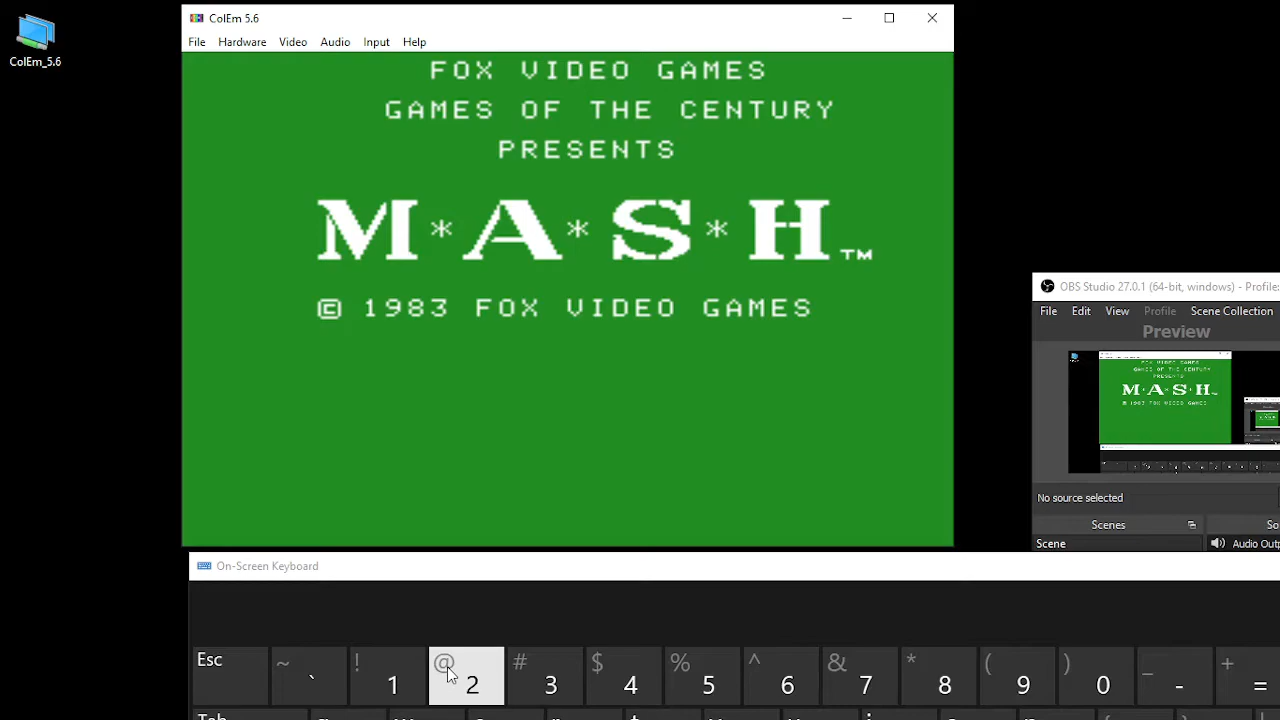 ColEm 5.6
File Hardware Video Audio Input Help
ColEm_5.6
FOX VIDEO GAMES
GAMES OF THE CENTURY
PRESENTS
M*A*S*H™
© 1983 FOX VIDEO GAMES
OBS Studio 27.0.1 (64-bit, windows) - Profile:
File Edit View Profile Scene Collection
Preview
No source selected
Scenes So
Scene Audio Outp
On-Screen Keyboard
Esc ~ ` ! 1 @ 2 # 3 $ 4 % 5 ^ 6 & 7 * 8 ( 9 ) 0 _ - + =